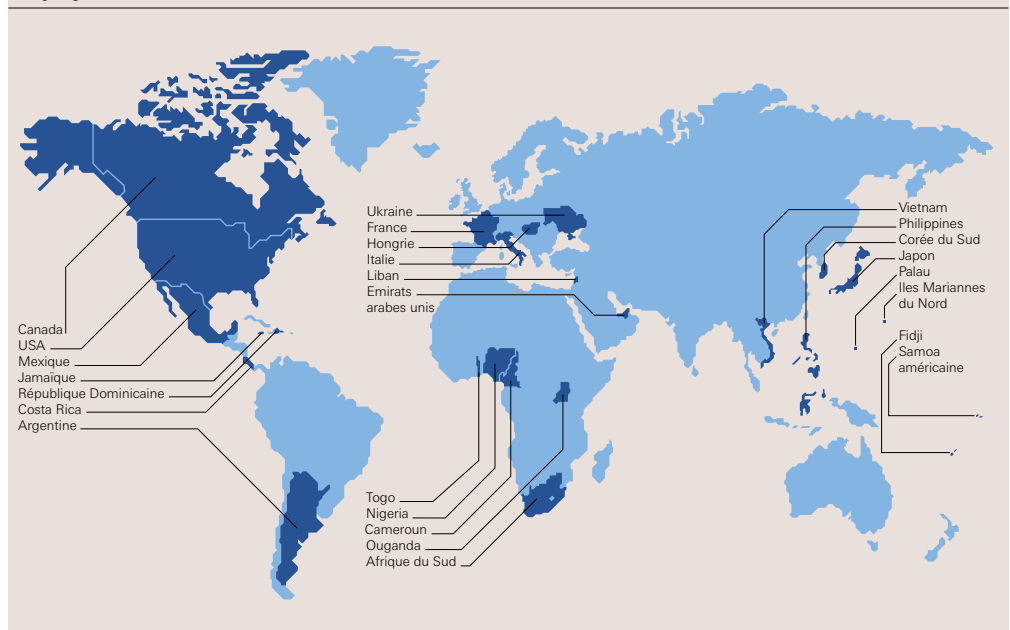 Canada
USA
Mexique
Jamaïque
République Dominicaine
Costa Rica
Argentine
Ukraine
France
Hongrie
Italie
Liban
Emirats
arabes unis
Togo
Nigeria
Cameroun
Ouganda
Afrique du Sud
Vietnam
Philippines
Corée du Sud
Japon
Palau
Iles Mariannes
du Nord
Fidji
Samoa
américaine